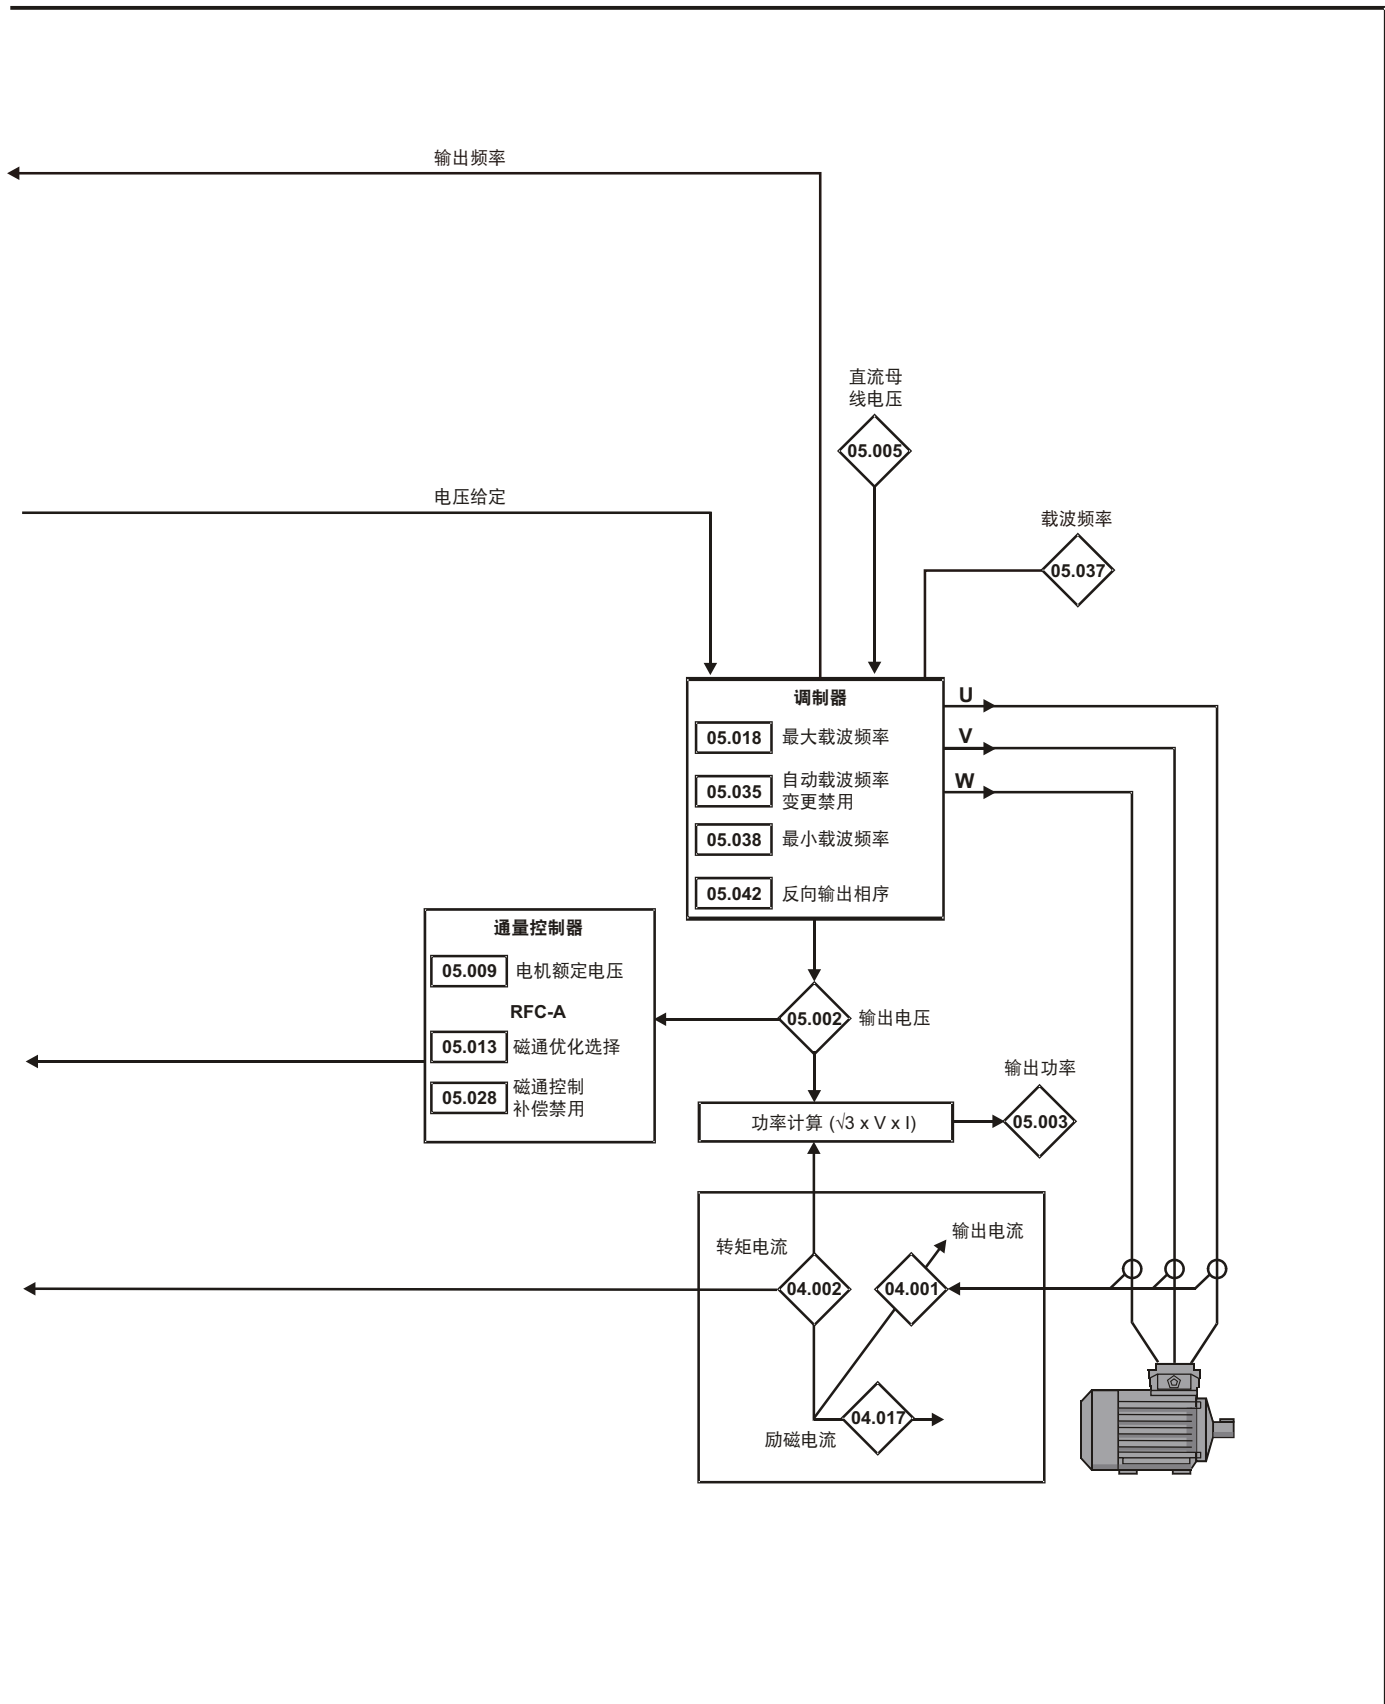 输出频率
直流母
线电压
05.005
电压给定
载波频率
05.037
调制器
U
05.018 最大载波频率
V
05.035 自动载波频率
变更禁用
W
05.038 最小载波频率
05.042 反向输出相序
通量控制器
05.009 电机额定电压
RFC-A
05.013 磁通优化选择
05.028 磁通控制
补偿禁用
05.002 输出电压
输出功率
功率计算 (√3 x V x I)
05.003
输出电流
转矩电流
04.002
04.001
04.017
励磁电流